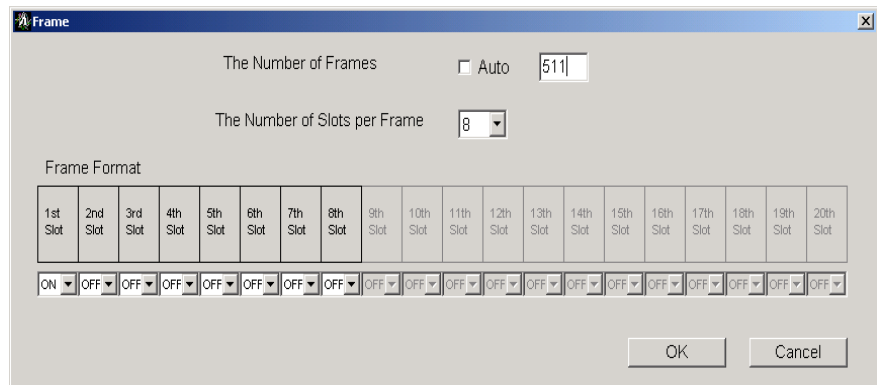 Frame
The Number of Frames Auto 511
The Number of Slots per Frame 8
Frame Format
1st Slot 2nd Slot 3rd Slot 4th Slot 5th Slot 6th Slot 7th Slot 8th Slot 9th Slot 10th Slot 11th Slot 12th Slot 13th Slot 14th Slot 15th Slot 16th Slot 17th Slot 18th Slot 19th Slot 20th Slot
ON OFF OFF OFF OFF OFF OFF OFF OFF OFF OFF OFF OFF OFF OFF OFF OFF OFF OFF OFF
OK Cancel